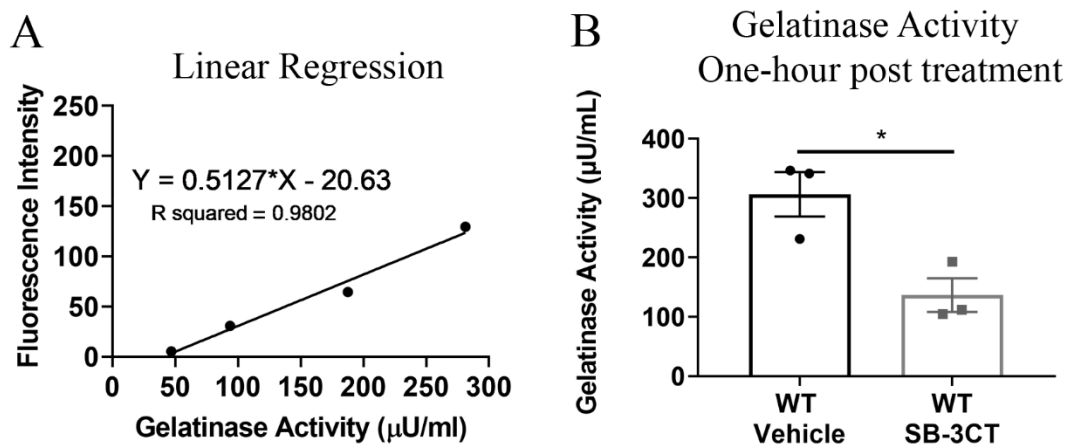 A
Linear Regression
Fluorescence Intensity
250
200
150
100
50
0
Y = 0.5127*X - 20.63
R squared = 0.9802
0 50 100 150 200 250 300
Gelatinase Activity (µU/ml)
B
Gelatinase Activity
One-hour post treatment
Gelatinase Activity (µU/mL)
400
300
200
100
0
*
WT WT
Vehicle SB-3CT